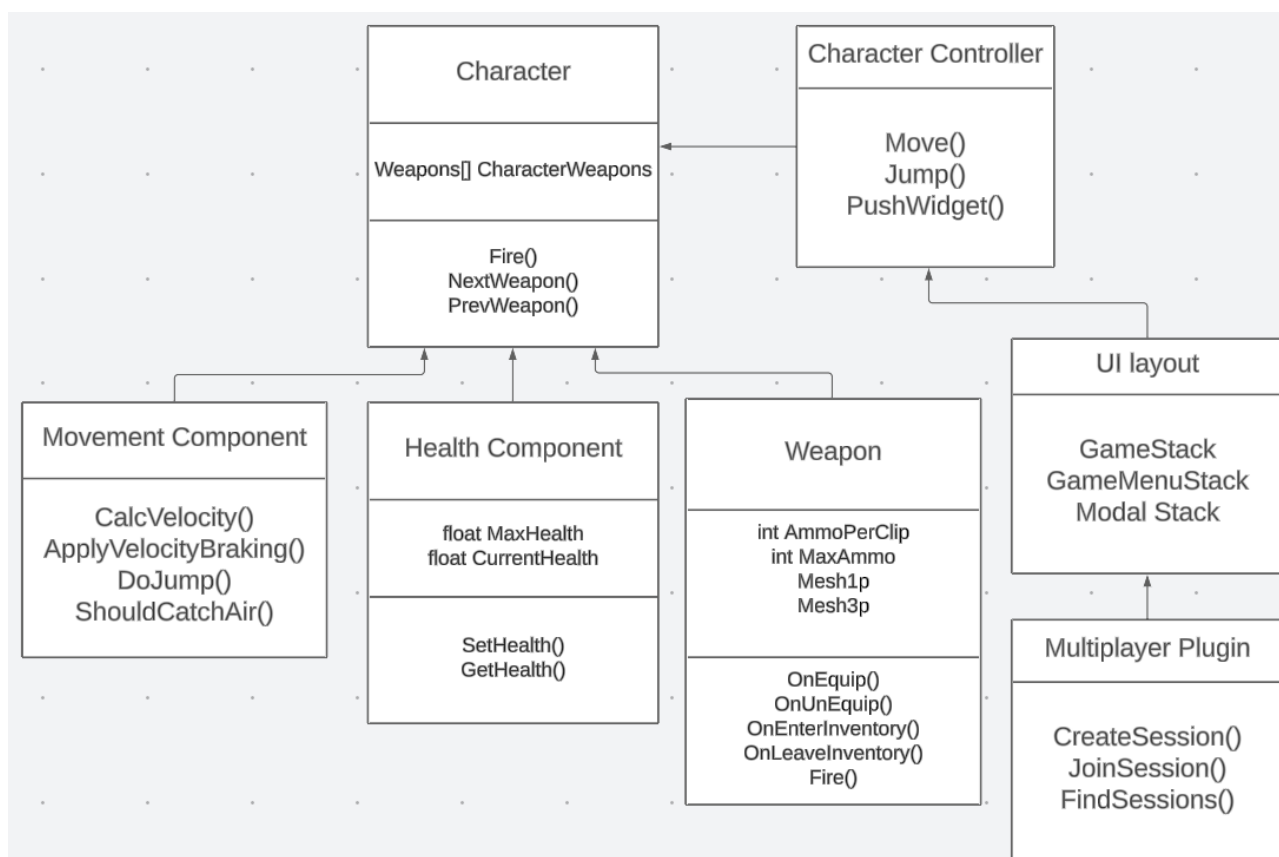 Character
Weapons[] CharacterWeapons
Fire()
NextWeapon()
PrevWeapon()
Character Controller
Move()
Jump()
PushWidget()
Movement Component
CalcVelocity()
ApplyVelocityBraking()
DoJump()
ShouldCatchAir()
Health Component
float MaxHealth
float CurrentHealth
SetHealth()
GetHealth()
Weapon
int AmmoPerClip
int MaxAmmo
Mesh1p
Mesh3p
OnEquip()
OnUnEquip()
OnEnterInventory()
OnLeaveInventory()
Fire()
UI layout
GameStack
GameMenuStack
Modal Stack
Multiplayer Plugin
CreateSession()
JoinSession()
FindSessions()